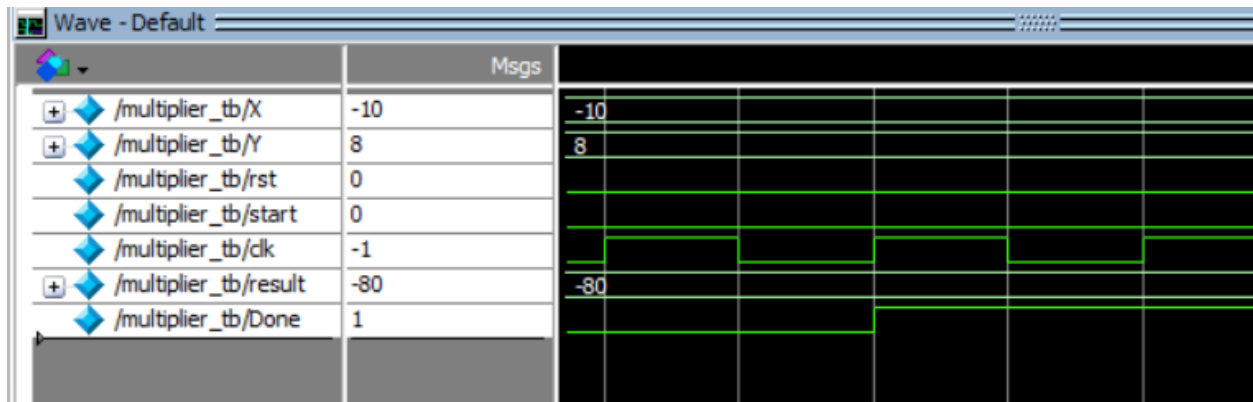 Wave - Default
Msgs
/multiplier_tb/X -10 -10
/multiplier_tb/Y 8 8
/multiplier_tb/rst 0
/multiplier_tb/start 0
/multiplier_tb/clk -1
/multiplier_tb/result -80 -80
/multiplier_tb/Done 1